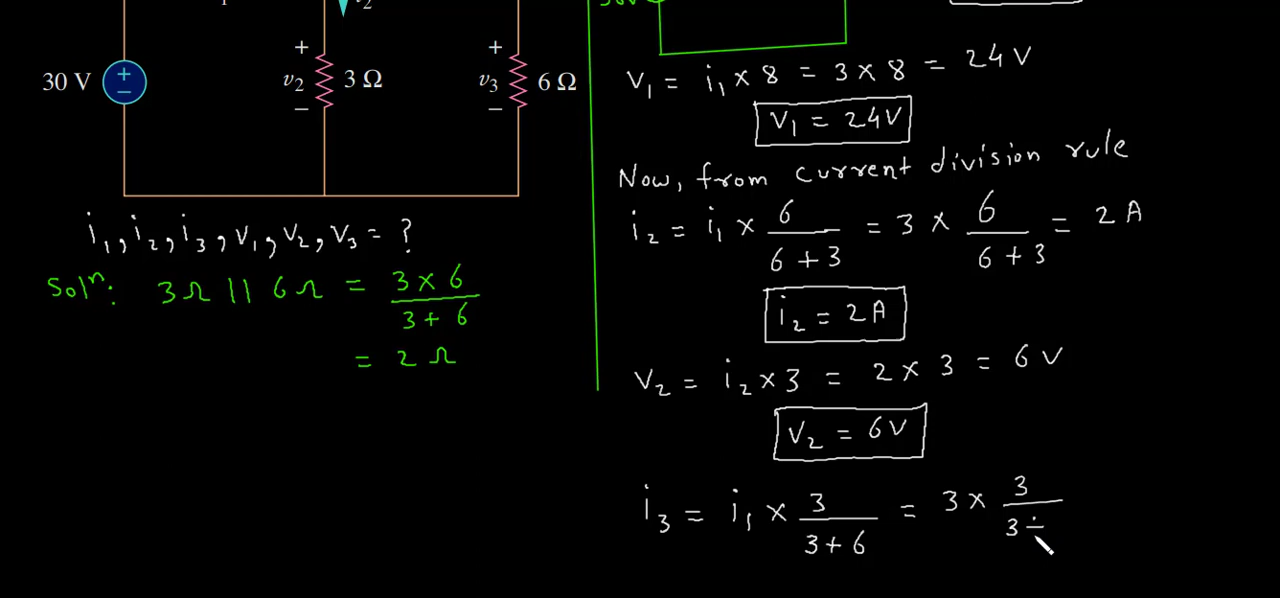 30 V
+
v2
−
3 Ω
+
v3
−
6 Ω
i1, i2, i3, v1, v2, v3 = ?
Solⁿ: 3Ω || 6Ω = 3 × 6 / 3 + 6
= 2 Ω
V1 = i1 × 8 = 3 × 8 = 24 V
V1 = 24V
Now, from current division rule
i2 = i1 × 6 / 6 + 3 = 3 × 6 / 6 + 3 = 2 A
i2 = 2A
V2 = i2 × 3 = 2 × 3 = 6 V
V2 = 6V
i3 = i1 × 3 / 3 + 6 = 3 × 3 / 3